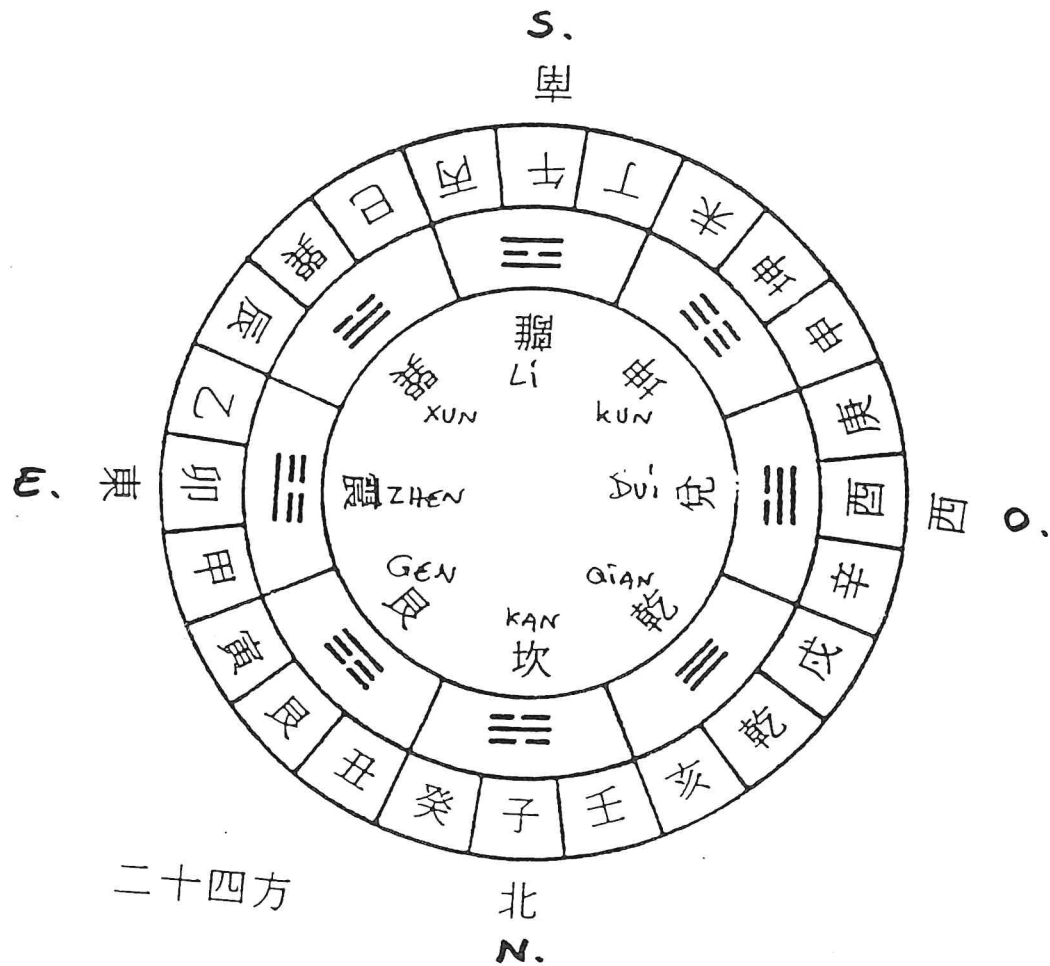 S.
南
午
丁
未
坤
申
庚
酉
辛
戌
乾
亥
壬
子
癸
丑
艮
寅
甲
卯
乙
辰
巽
巳
丙
離
Li
坤
KUN
兌
DUi
乾
QiAN
坎
KAN
艮
GEN
震
ZHEN
巽
XUN
E.
東
西
O.
北
N.
二十四方